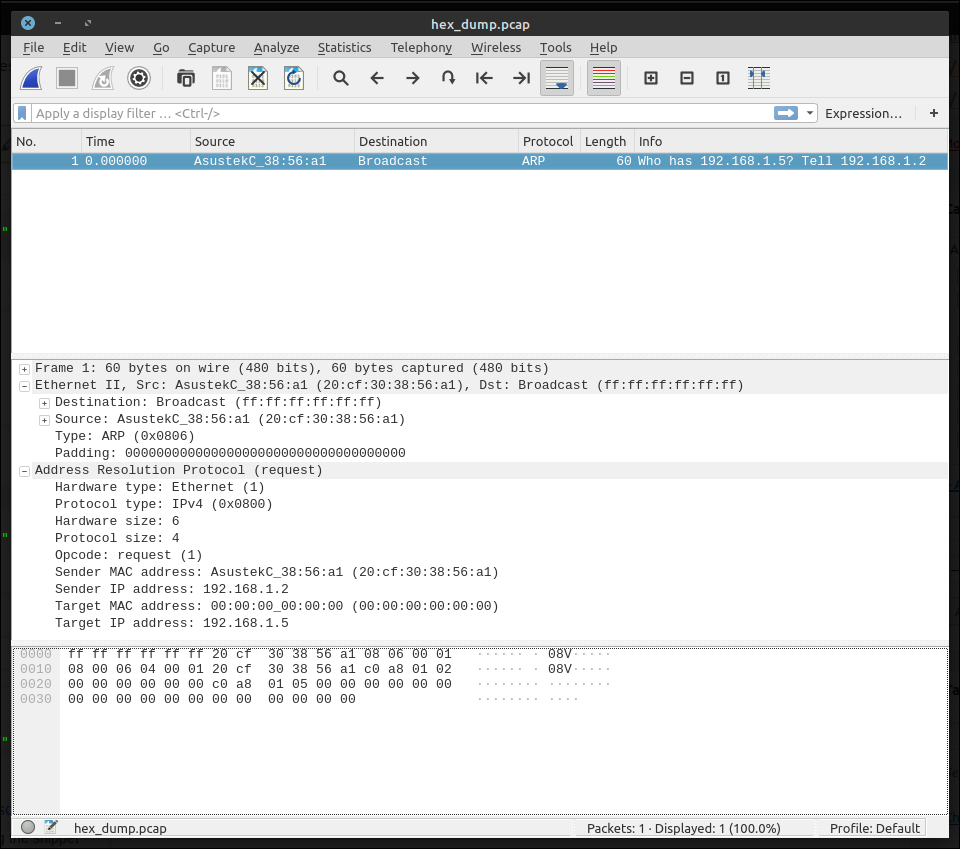 hex_dump.pcap
File Edit View Go Capture Analyze Statistics Telephony Wireless Tools Help
Apply a display filter … <Ctrl-/> Expression… +
No. Time Source Destination Protocol Length Info
1 0.000000 AsustekC_38:56:a1 Broadcast ARP 60 Who has 192.168.1.5? Tell 192.168.1.2
Frame 1: 60 bytes on wire (480 bits), 60 bytes captured (480 bits)
Ethernet II, Src: AsustekC_38:56:a1 (20:cf:30:38:56:a1), Dst: Broadcast (ff:ff:ff:ff:ff:ff)
Destination: Broadcast (ff:ff:ff:ff:ff:ff)
Source: AsustekC_38:56:a1 (20:cf:30:38:56:a1)
Type: ARP (0x0806)
Padding: 000000000000000000000000000000000000
Address Resolution Protocol (request)
Hardware type: Ethernet (1)
Protocol type: IPv4 (0x0800)
Hardware size: 6
Protocol size: 4
Opcode: request (1)
Sender MAC address: AsustekC_38:56:a1 (20:cf:30:38:56:a1)
Sender IP address: 192.168.1.2
Target MAC address: 00:00:00_00:00:00 (00:00:00:00:00:00)
Target IP address: 192.168.1.5
0000 ff ff ff ff ff ff 20 cf 30 38 56 a1 08 06 00 01 ······ · 08V·····
0010 08 00 06 04 00 01 20 cf 30 38 56 a1 c0 a8 01 02 ······ · 08V·····
0020 00 00 00 00 00 00 c0 a8 01 05 00 00 00 00 00 00 ········ ········
0030 00 00 00 00 00 00 00 00 00 00 00 00 ········ ····
hex_dump.pcap Packets: 1 · Displayed: 1 (100.0%) Profile: Default